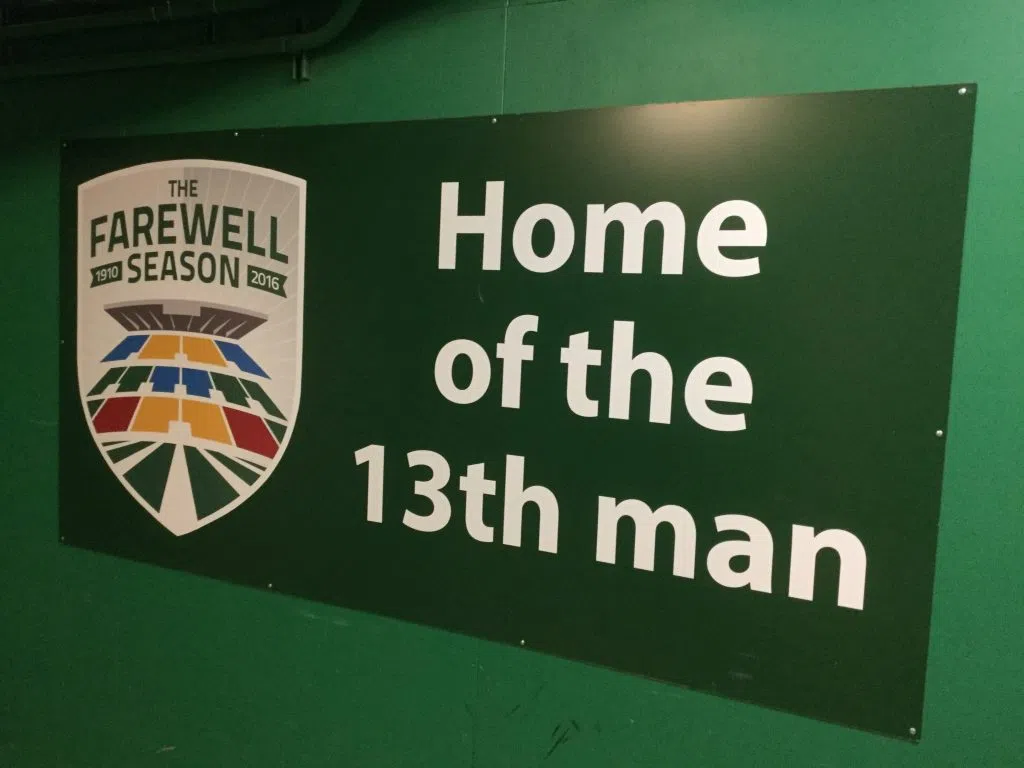 THE
FAREWELL
1910 SEASON 2016
Home
of the
13th man